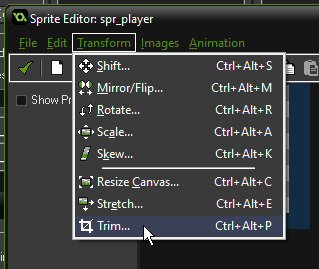 Sprite Editor: spr_player
File Edit Transform Images Animation
Shift... Ctrl+Alt+S
Mirror/Flip... Ctrl+Alt+M
Show Pr
Rotate... Ctrl+Alt+R
Scale... Ctrl+Alt+A
Skew... Ctrl+Alt+K
Resize Canvas... Ctrl+Alt+C
Stretch... Ctrl+Alt+E
Trim... Ctrl+Alt+P